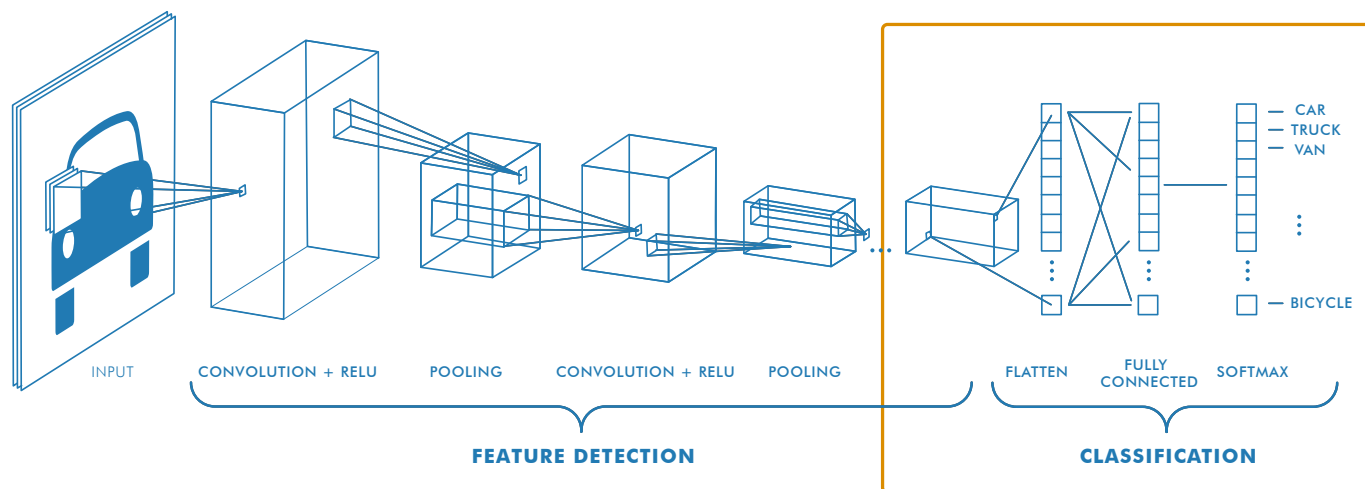 CAR
TRUCK
VAN
BICYCLE
INPUT
CONVOLUTION + RELU
POOLING
CONVOLUTION + RELU
POOLING
FLATTEN
FULLY
CONNECTED
SOFTMAX
FEATURE DETECTION
CLASSIFICATION